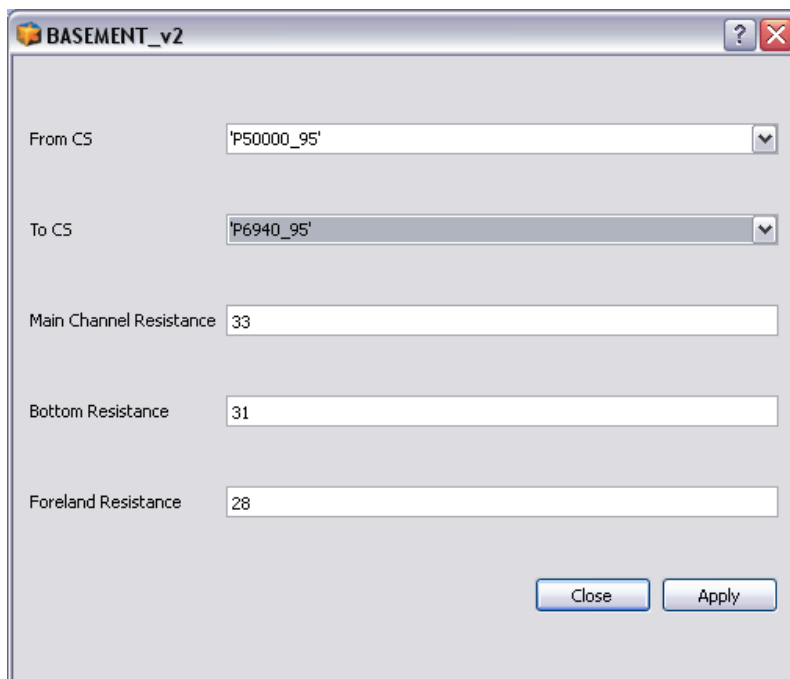 BASEMENT_v2 ?
From CS 'P50000_95'
To CS 'P6940_95'
Main Channel Resistance 33
Bottom Resistance 31
Foreland Resistance 28
Close Apply